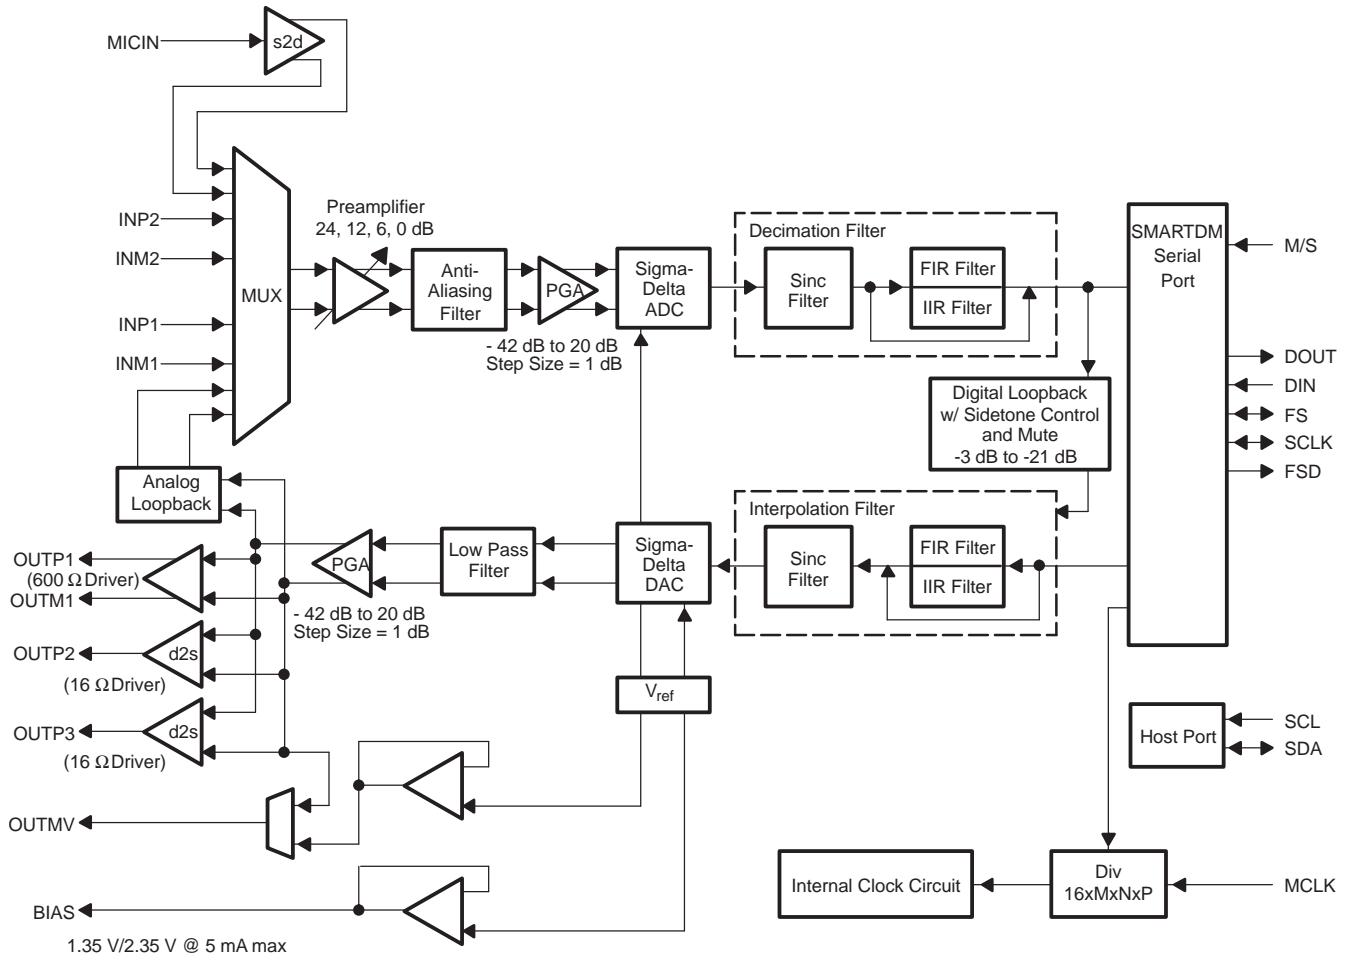 MICIN
s2d
INP2
INM2
INP1
INM1
MUX
Preamplifier
24, 12, 6, 0 dB
Anti-
Aliasing
Filter
PGA
- 42 dB to 20 dB
Step Size = 1 dB
Sigma-
Delta
ADC
Decimation Filter
Sinc
Filter
FIR Filter
IIR Filter
SMARTDM
Serial
Port
M/S
DOUT
DIN
FS
SCLK
FSD
Digital Loopback
w/ Sidetone Control
and Mute
-3 dB to -21 dB
Analog
Loopback
OUTP1
(600 Ω Driver)
OUTM1
OUTP2
d2s
(16 Ω Driver)
OUTP3
d2s
(16 Ω Driver)
PGA
- 42 dB to 20 dB
Step Size = 1 dB
Low Pass
Filter
Sigma-
Delta
DAC
Interpolation Filter
Sinc
Filter
FIR Filter
IIR Filter
Vref
Host Port
SCL
SDA
OUTMV
BIAS
1.35 V/2.35 V @ 5 mA max
Internal Clock Circuit
Div
16xMxNxP
MCLK